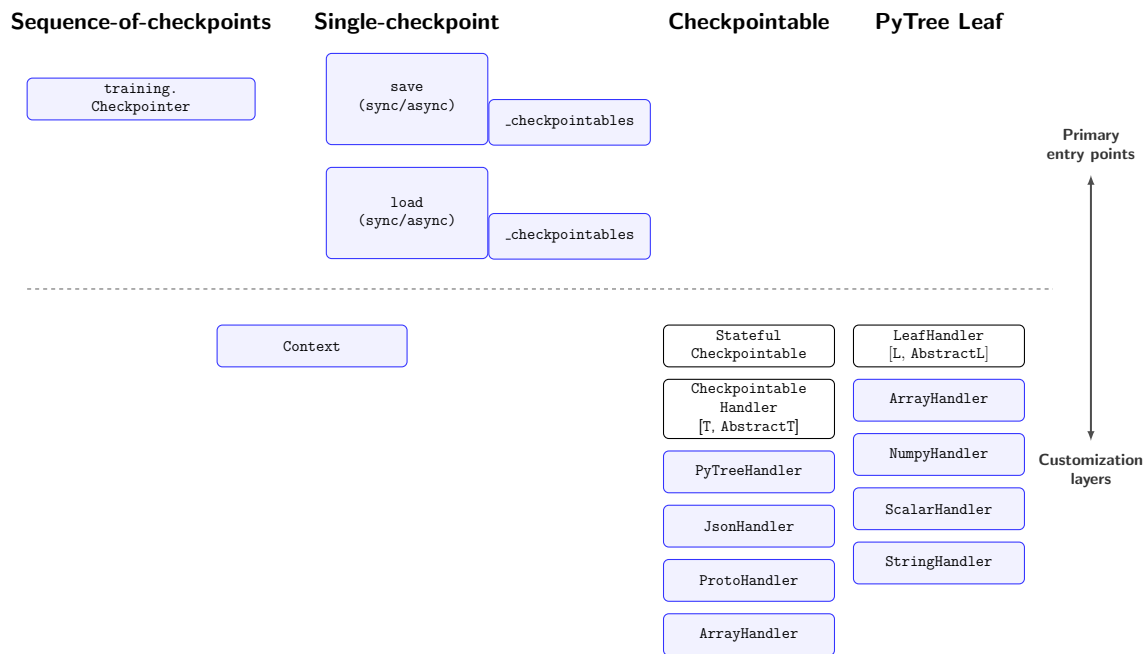 Sequence-of-checkpoints
Single-checkpoint
Checkpointable
PyTree Leaf
training.
Checkpointer
save
(sync/async)
_checkpointables
load
(sync/async)
_checkpointables
Primary
entry points
Context
Stateful
Checkpointable
Checkpointable
Handler
[T, AbstractT]
PyTreeHandler
JsonHandler
ProtoHandler
ArrayHandler
LeafHandler
[L, AbstractL]
ArrayHandler
NumpyHandler
ScalarHandler
StringHandler
Customization
layers